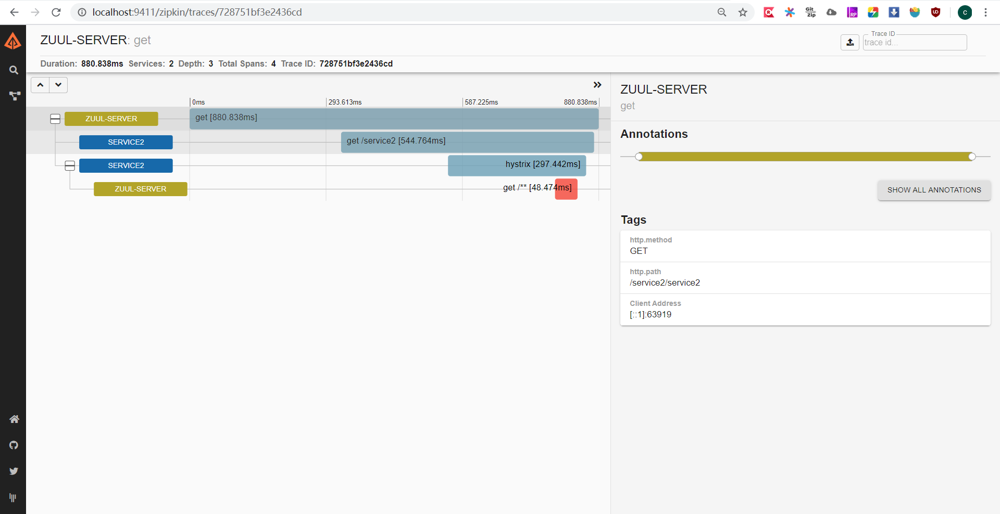 localhost:9411/zipkin/traces/728751bf3e2436cd
Git
zip
RP
C
ZUUL-SERVER: get
Trace ID
trace id...
Duration: 880.838ms Services: 2 Depth: 3 Total Spans: 4 Trace ID: 728751bf3e2436cd
0ms 293.613ms 587.225ms 880.838ms
ZUUL-SERVER get [880.838ms]
SERVICE2 get /service2 [544.764ms]
SERVICE2 hystrix [297.442ms]
ZUUL-SERVER get /** [48.474ms]
ZUUL-SERVER
get
Annotations
SHOW ALL ANNOTATIONS
Tags
http.method
GET
http.path
/service2/service2
Client Address
[::1]:63919